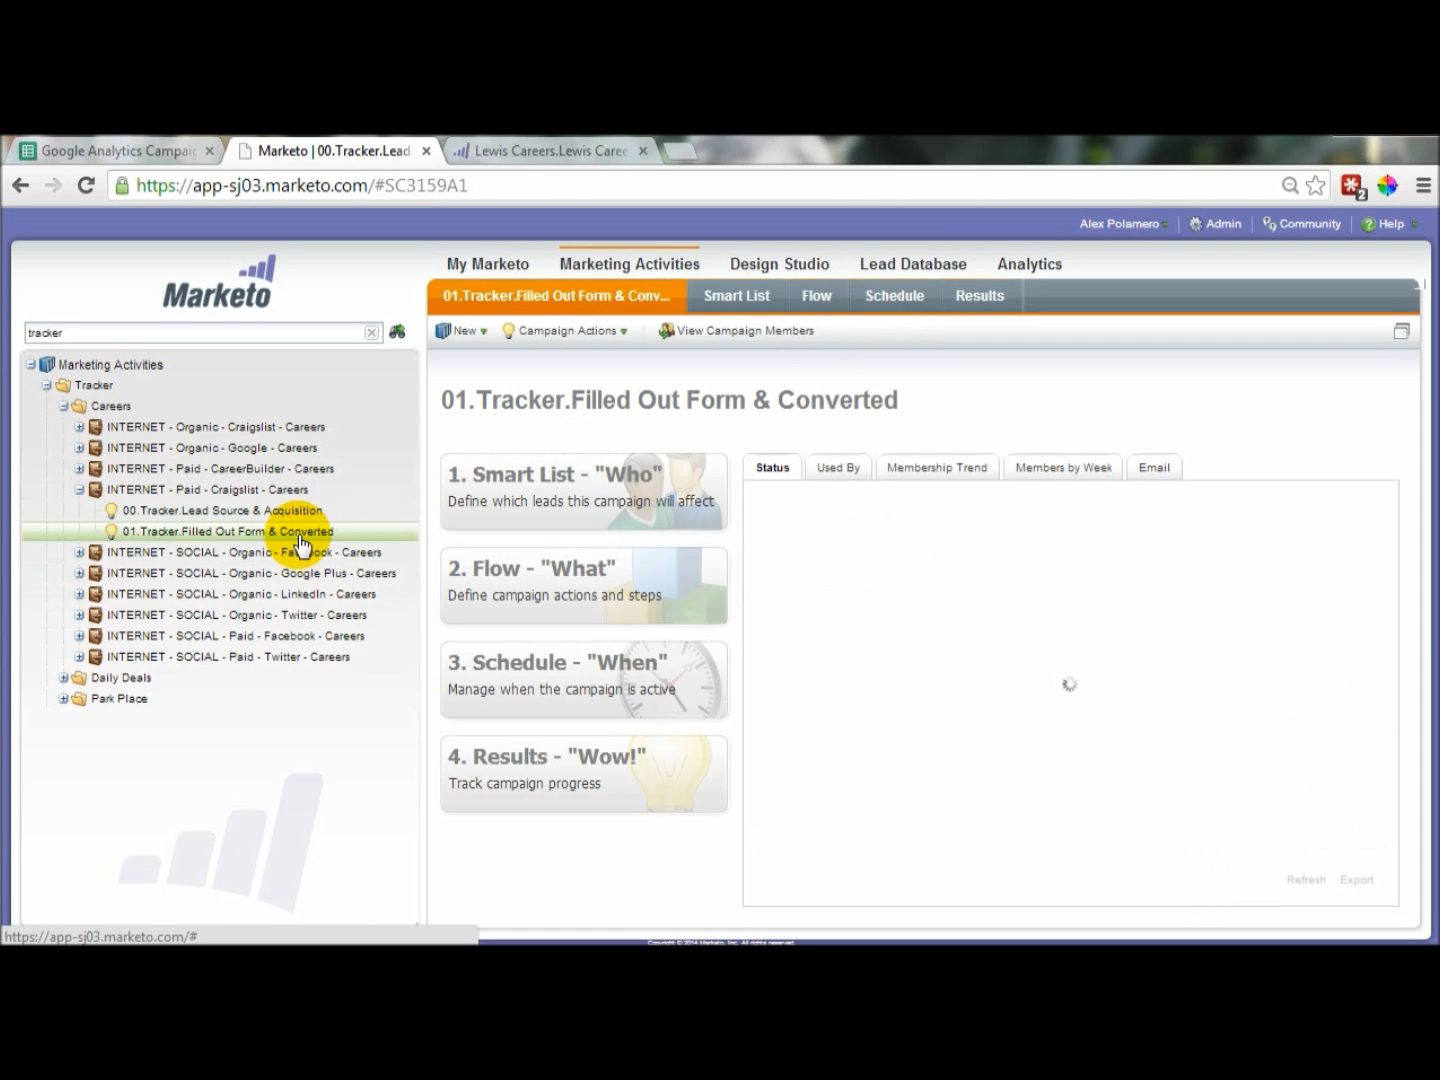 Google Analytics Campai
Marketo | 00.Tracker.Lead
Lewis Careers.Lewis Caree
https://app-sj03.marketo.com/#SC3159A1
2
Alex Polamero
Admin
Community
Help
Marketo
My Marketo
Marketing Activities
Design Studio
Lead Database
Analytics
01.Tracker.Filled Out Form & Conv...
Smart List
Flow
Schedule
Results
tracker
New
Campaign Actions
View Campaign Members
Marketing Activities
Tracker
Careers
INTERNET - Organic - Craigslist - Careers
INTERNET - Organic - Google - Careers
INTERNET - Paid - CareerBuilder - Careers
INTERNET - Paid - Craigslist - Careers
00.Tracker.Lead Source & Acquisition
01.Tracker.Filled Out Form & Converted
INTERNET - SOCIAL - Organic - Facebook - Careers
INTERNET - SOCIAL - Organic - Google Plus - Careers
INTERNET - SOCIAL - Organic - LinkedIn - Careers
INTERNET - SOCIAL - Organic - Twitter - Careers
INTERNET - SOCIAL - Paid - Facebook - Careers
INTERNET - SOCIAL - Paid - Twitter - Careers
Daily Deals
Park Place
01.Tracker.Filled Out Form & Converted
1. Smart List - "Who"
Define which leads this campaign will affect
2. Flow - "What"
Define campaign actions and steps
3. Schedule - "When"
Manage when the campaign is active
4. Results - "Wow!"
Track campaign progress
Status
Used By
Membership Trend
Members by Week
Email
Refresh
Export
https://app-sj03.marketo.com/#
Copyright © 2014 Marketo, Inc. All rights reserved.